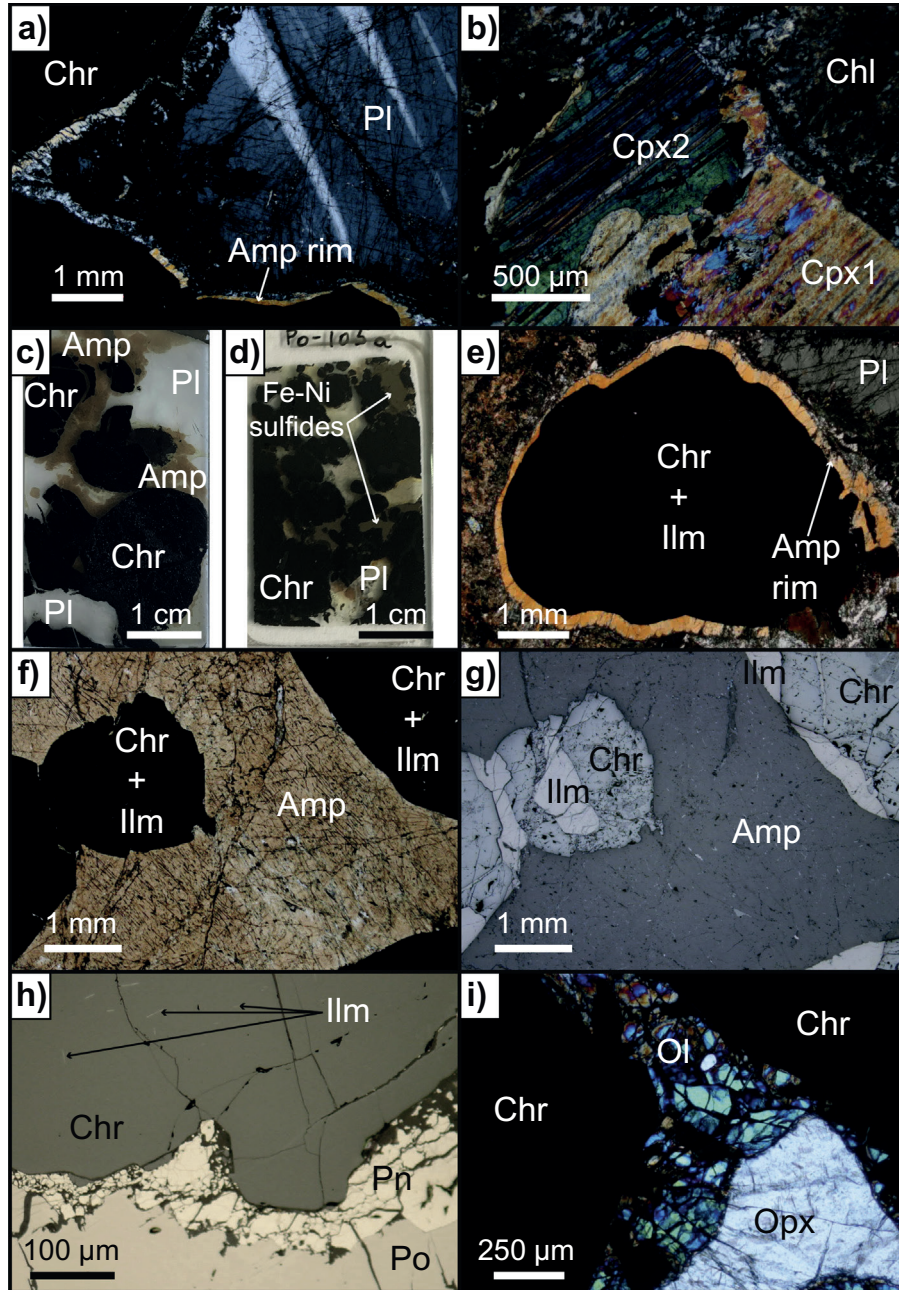 a)
Chr
Pl
Amp rim
1 mm
b)
Chl
Cpx2
Cpx1
500 µm
c)
Amp
Chr
Pl
Amp
Chr
Pl
1 cm
d)
Po-103a
Fe-Ni
sulfides
Chr
Pl
1 cm
e)
Pl
Chr
+
Ilm
Amp
rim
1 mm
f)
Chr
+
Ilm
Chr
+
Ilm
Amp
1 mm
g)
Ilm
Chr
Chr
Ilm
Amp
1 mm
h)
Ilm
Chr
Pn
Po
100 µm
i)
Chr
Ol
Chr
Opx
250 µm